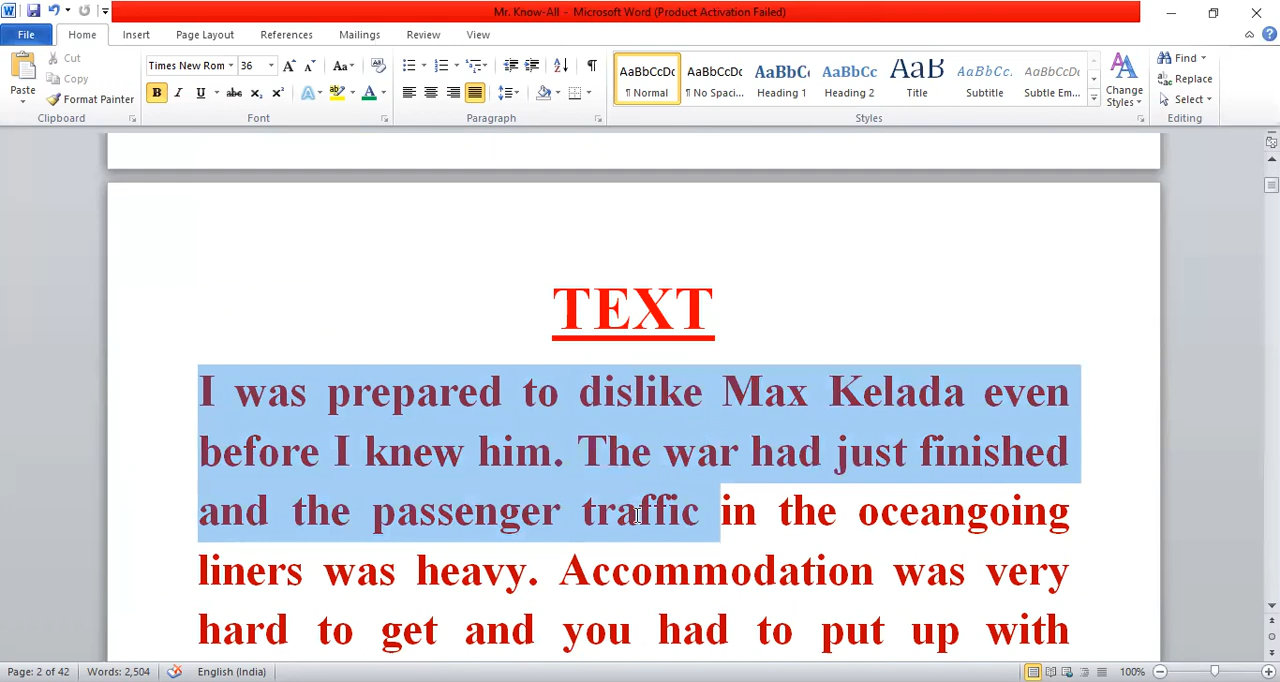 Mr. Know-All - Microsoft Word (Product Activation Failed)
File Home Insert Page Layout References Mailings Review View
Paste
Cut
Copy
Format Painter
Clipboard
Times New Rom 36
Font
Paragraph
AaBbCcDc AaBbCcDc AaBbC AaBbCc AaB AaBbCc. AaBbCcDc
¶ Normal ¶ No Spaci... Heading 1 Heading 2 Title Subtitle Subtle Em...
Change Styles
Styles
Find
Replace
Select
Editing
TEXT
I was prepared to dislike Max Kelada even
before I knew him. The war had just finished
and the passenger traffic in the oceangoing
liners was heavy. Accommodation was very
hard to get and you had to put up with
Page: 2 of 42 Words: 2,504 English (India) 100%